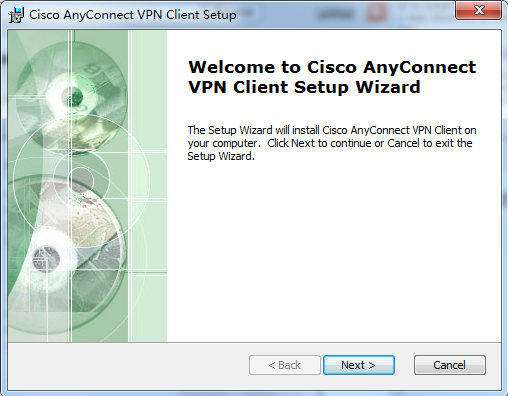 Cisco AnyConnect VPN Client Setup
Welcome to Cisco AnyConnect
VPN Client Setup Wizard
The Setup Wizard will install Cisco AnyConnect VPN Client on
your computer. Click Next to continue or Cancel to exit the
Setup Wizard.
< Back
Next >
Cancel